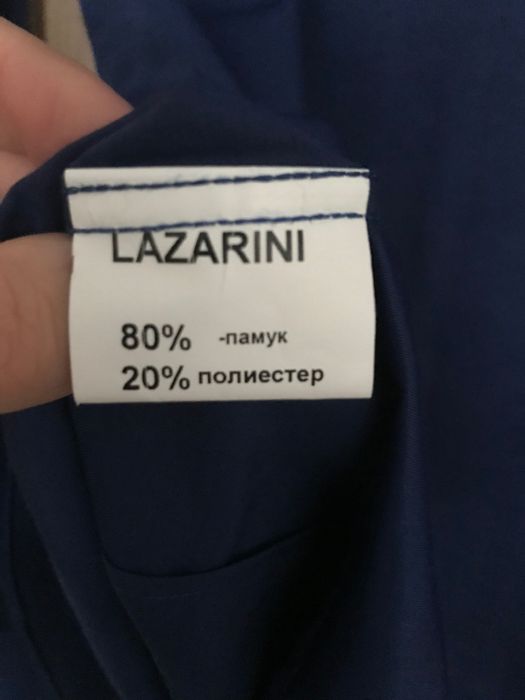 LAZARINI
80% -памук
20% полиестер